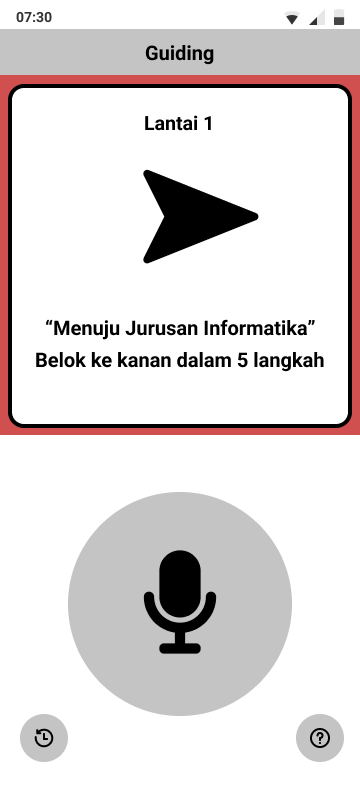 07:30
Guiding
Lantai 1
“Menuju Jurusan Informatika”
Belok ke kanan dalam 5 langkah